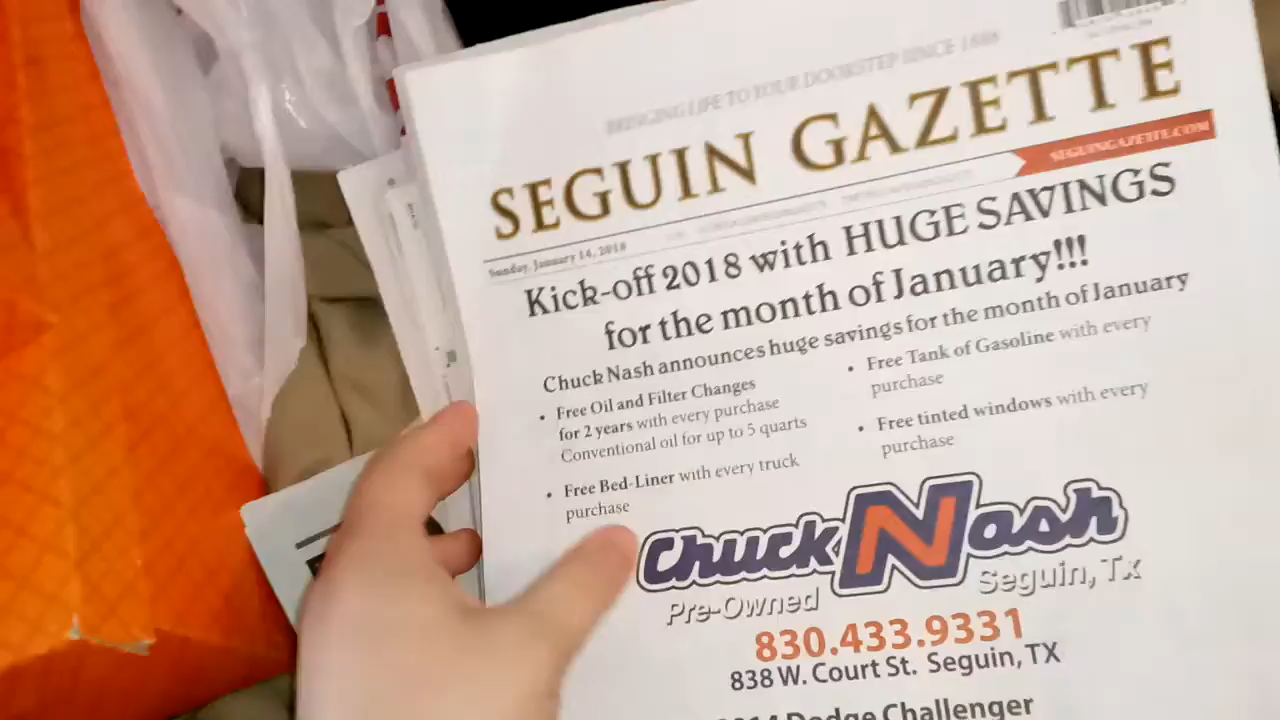 BRINGING LIFE TO YOUR DOORSTEP SINCE 1888
SEGUIN GAZETTE
SEGUINGAZETTE.COM
Sunday, January 14, 2018
Kick-off 2018 with HUGE SAVINGS
for the month of January!!!
Chuck Nash announces huge savings for the month of January
• Free Oil and Filter Changes
for 2 years with every purchase
Conventional oil for up to 5 quarts
• Free Bed-Liner with every truck
purchase
• Free Tank of Gasoline with every
purchase
• Free tinted windows with every
purchase
Chuck Nash
Pre-Owned Seguin, Tx
830.433.9331
838 W. Court St. Seguin, TX
Dodge Challenger